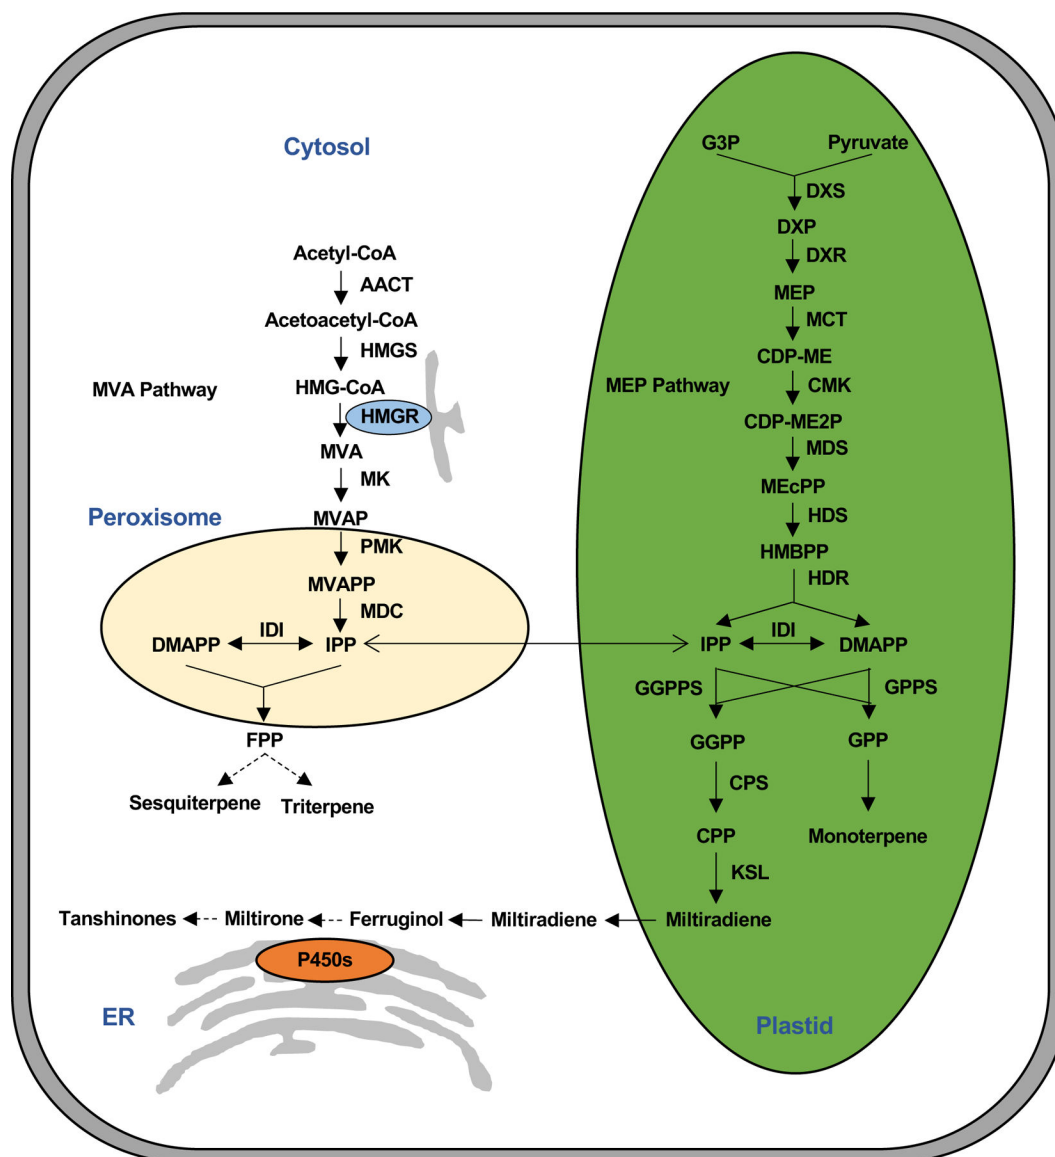 Cytosol
Acetyl-CoA
AACT
Acetoacetyl-CoA
HMGS
MVA Pathway
HMG-CoA
HMGR
MVA
MK
Peroxisome
MVAP
PMK
MVAPP
MDC
DMAPP
IDI
IPP
FPP
Sesquiterpene
Triterpene
G3P
Pyruvate
DXS
DXP
DXR
MEP
MCT
CDP-ME
MEP Pathway
CMK
CDP-ME2P
MDS
MEcPP
HDS
HMBPP
HDR
IPP
IDI
DMAPP
GGPPS
GPPS
GGPP
GPP
CPS
CPP
Monoterpene
KSL
Tanshinones
Miltirone
Ferruginol
Miltiradiene
Miltiradiene
P450s
ER
Plastid